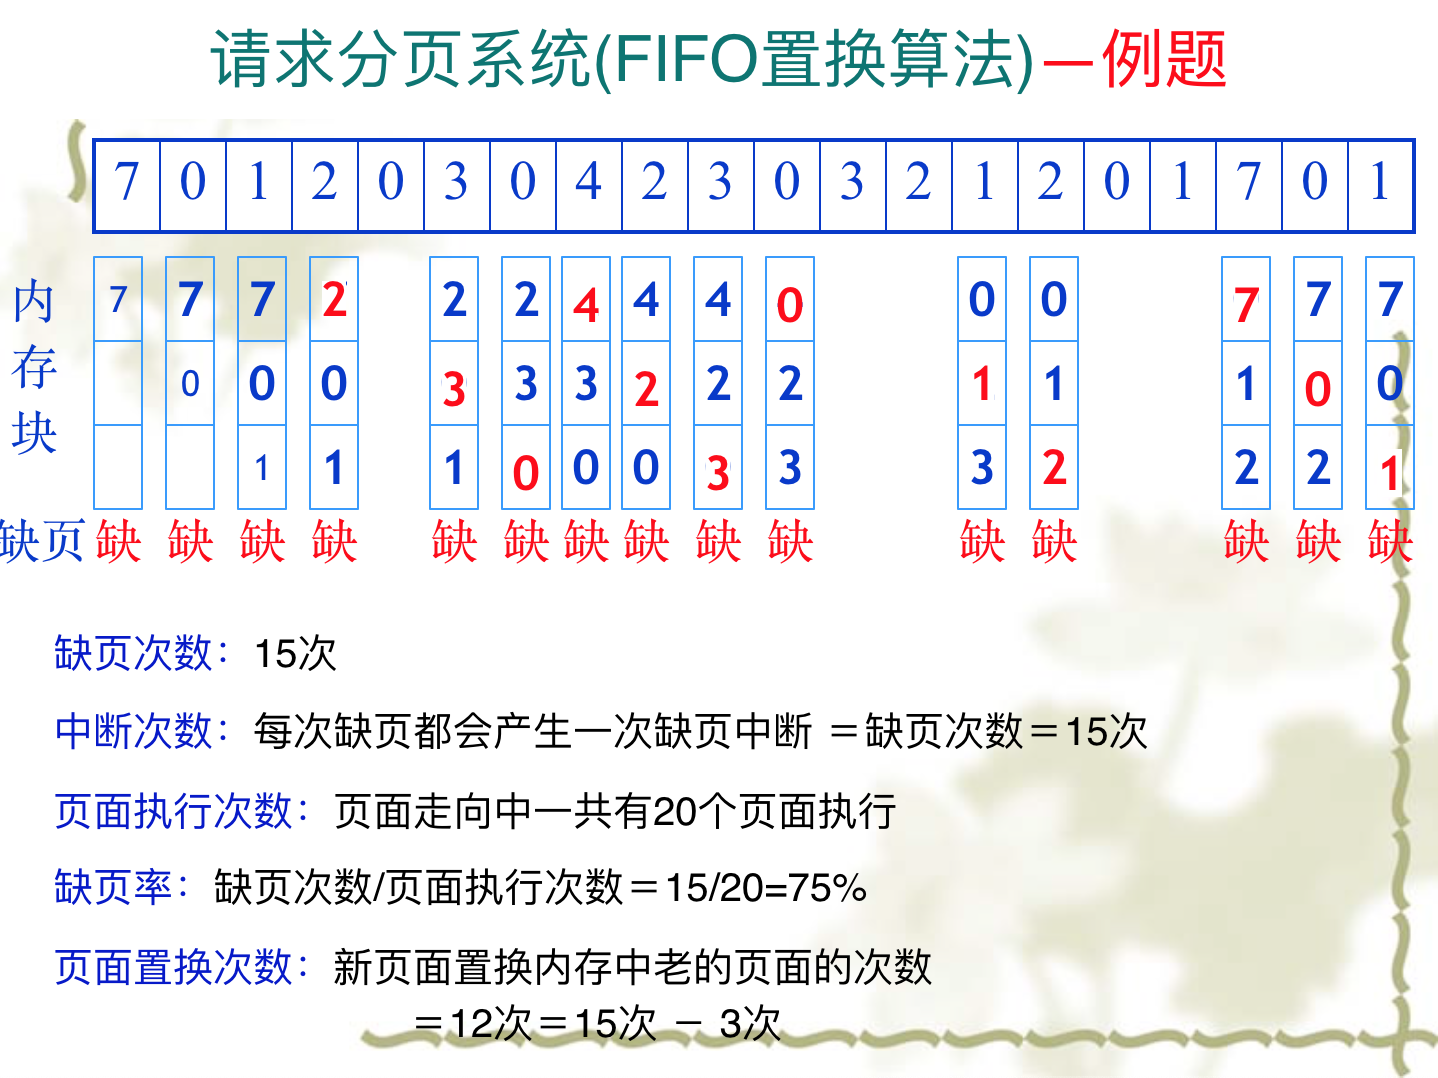 请求分页系统(FIFO置换算法)—例题
7 0 1 2 0 3 0 4 2 3 0 3 2 1 2 0 1 7 0 1
内存块
7 7 7 2 2 2 4 4 4 0 0 0 7 7 7
0 0 0 3 3 3 2 2 2 1 1 1 0 0
1 1 1 0 0 0 3 3 3 2 2 2 1
缺页 缺 缺 缺 缺 缺 缺 缺 缺 缺 缺 缺 缺 缺 缺 缺
缺页次数：15次
中断次数：每次缺页都会产生一次缺页中断 ＝缺页次数＝15次
页面执行次数：页面走向中一共有20个页面执行
缺页率：缺页次数/页面执行次数＝15/20=75%
页面置换次数：新页面置换内存中老的页面的次数
＝12次＝15次 － 3次